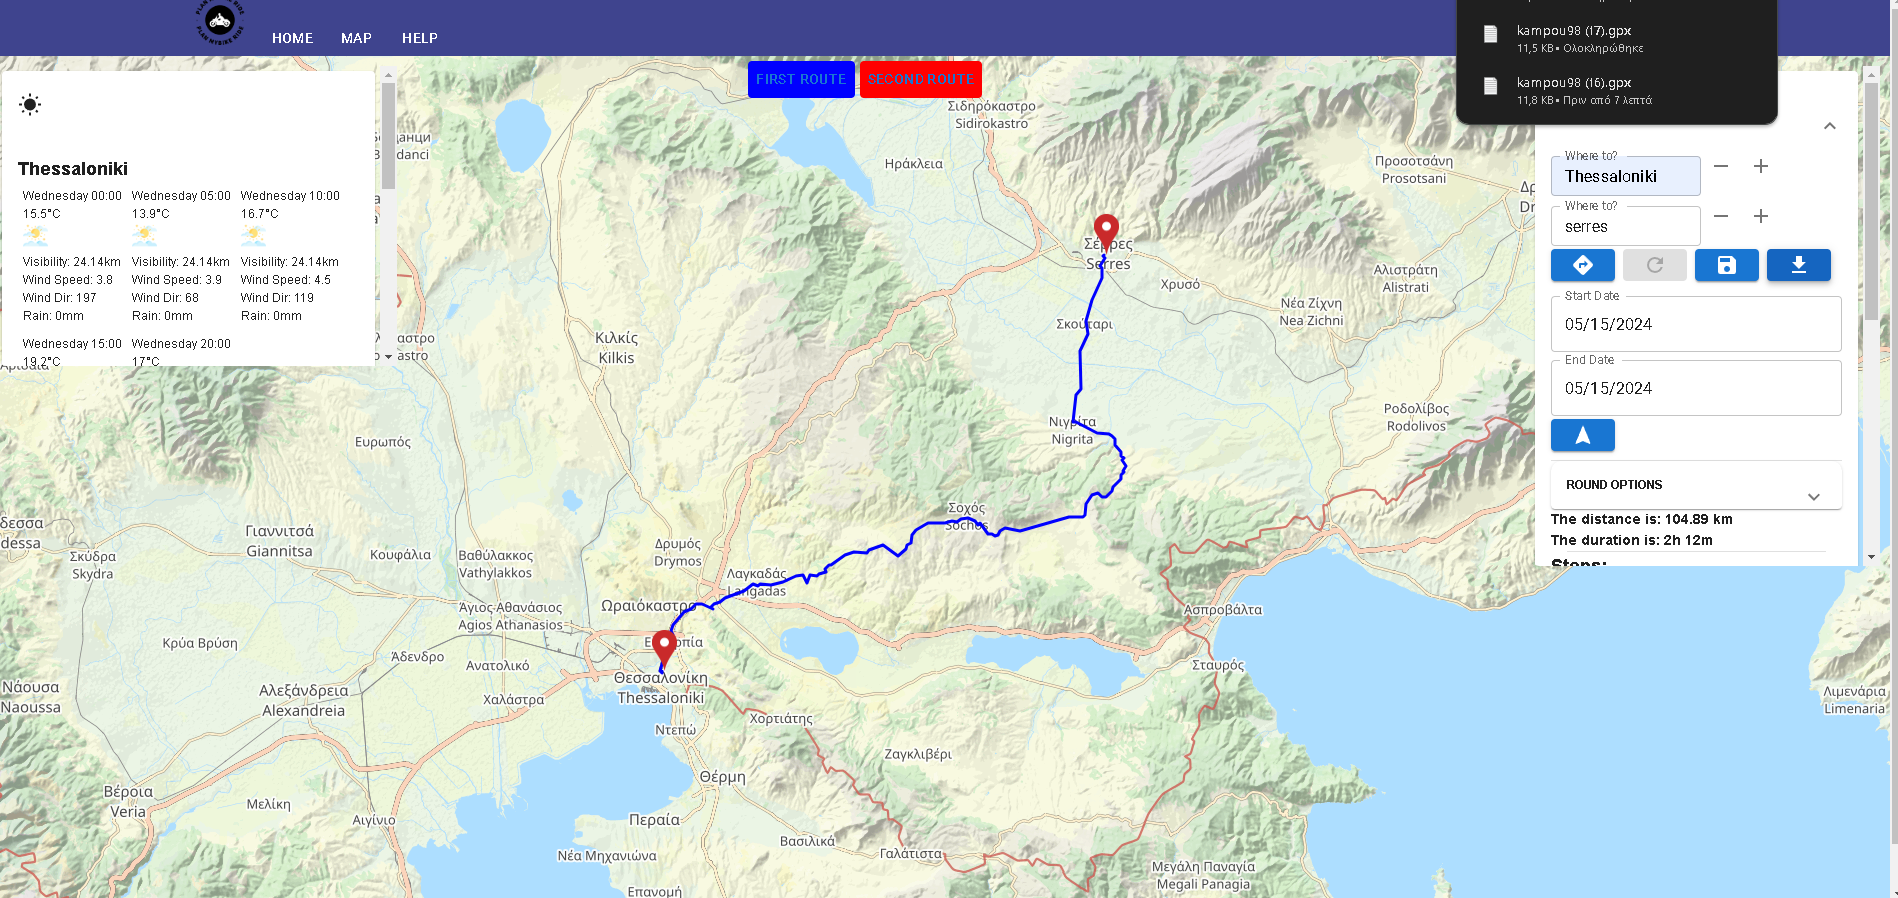 PLAN MYBIKE RIDE
HOME
MAP
HELP
kampou98 (17).gpx
11,5 KB • Ολοκληρώθηκε
kampou98 (16).gpx
11,8 KB • Πριν από 7 λεπτά
FIRST ROUTE
SECOND ROUTE
Thessaloniki
Wednesday 00:00
15.5°C
Visibility: 24.14km
Wind Speed: 3.8
Wind Dir: 197
Rain: 0mm
Wednesday 05:00
13.9°C
Visibility: 24.14km
Wind Speed: 3.9
Wind Dir: 68
Rain: 0mm
Wednesday 10:00
16.7°C
Visibility: 24.14km
Wind Speed: 4.5
Wind Dir: 119
Rain: 0mm
Wednesday 15:00
19.2°C
Wednesday 20:00
17°C
Where to?
Thessaloniki
Where to?
serres
Start Date
05/15/2024
End Date
05/15/2024
ROUND OPTIONS
The distance is: 104.89 km
The duration is: 2h 12m
Steps:
Σιδηρόκαστρο
Sidirokastro
Ηράκλεια
Προσοτσάνη
Prosotsani
Σέρρες
Serres
Χρυσό
Αλιστράτη
Alistrati
Νέα Ζίχνη
Nea Zichni
Σκούταρι
Κιλκίς
Kilkis
Ροδολίβος
Rodolivos
Νιγρίτα
Nigrita
Ευρωπός
Σοχός
Sochos
Γιαννιτσά
Giannitsa
Σκύδρα
Skydra
Κουφάλια
Βαθύλακκος
Vathylakkos
Δρυμός
Drymos
Λαγκαδάς
Langadas
Άγιος Αθανάσιος
Agios Athanasios
Ωραιόκαστρο
Ασπροβάλτα
Κρύα Βρύση
Άδενδρο
Ανατολικό
Σταυρός
Θεσσαλονίκη
Thessaloniki
Νάουσα
Naoussa
Αλεξάνδρεια
Alexandreia
Χαλάστρα
Χορτιάτης
Ντεπώ
Λιμενάρια
Limenaria
Ζαγκλιβέρι
Θέρμη
Βέροια
Veria
Μελίκη
Αιγίνιο
Περαία
Βασιλικά
Νέα Μηχανιώνα
Γαλάτιστα
Μεγάλη Παναγία
Megali Panagia
Επανομή